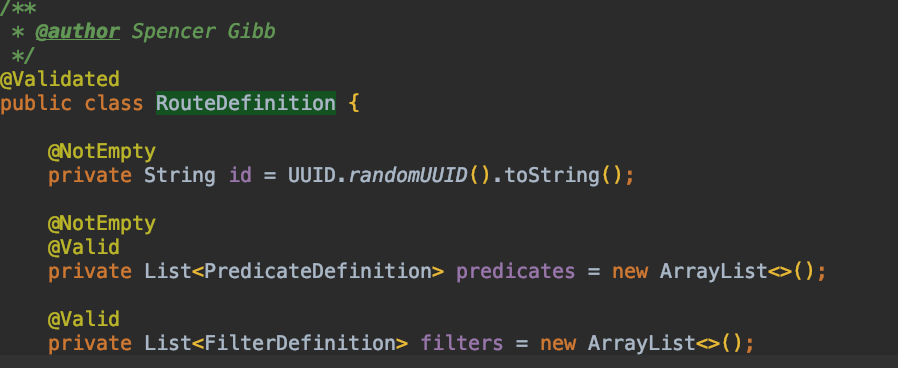 /**
 * @author Spencer Gibb
 */
@Validated
public class RouteDefinition {
@NotEmpty
private String id = UUID.randomUUID().toString();
@NotEmpty
@Valid
private List<PredicateDefinition> predicates = new ArrayList<>();
@Valid
private List<FilterDefinition> filters = new ArrayList<>();